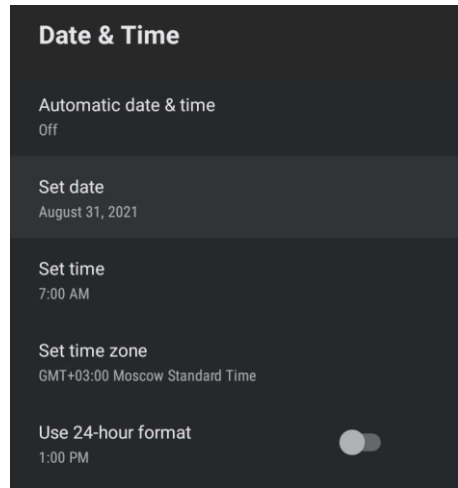 Date & Time
Automatic date & time
Off
Set date
August 31, 2021
Set time
7:00 AM
Set time zone
GMT+03:00 Moscow Standard Time
Use 24-hour format
1:00 PM